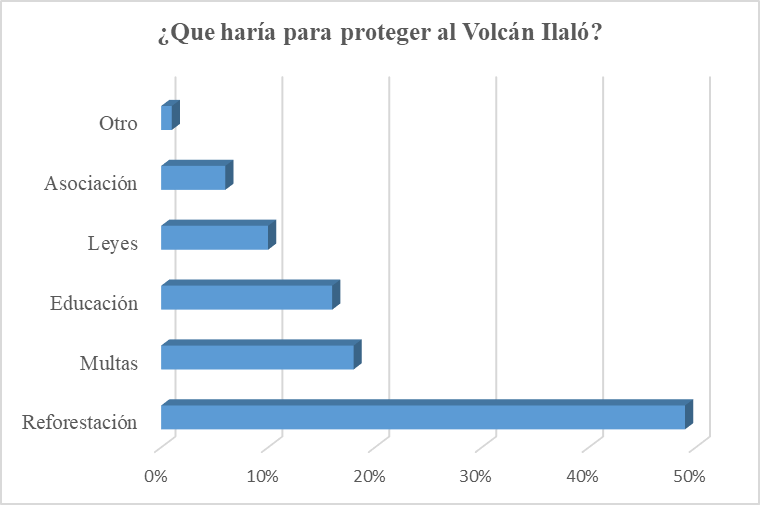 ¿Que haría para proteger al Volcán Ilaló?
Otro
Asociación
Leyes
Educación
Multas
Reforestación
0% 10% 20% 30% 40% 50%